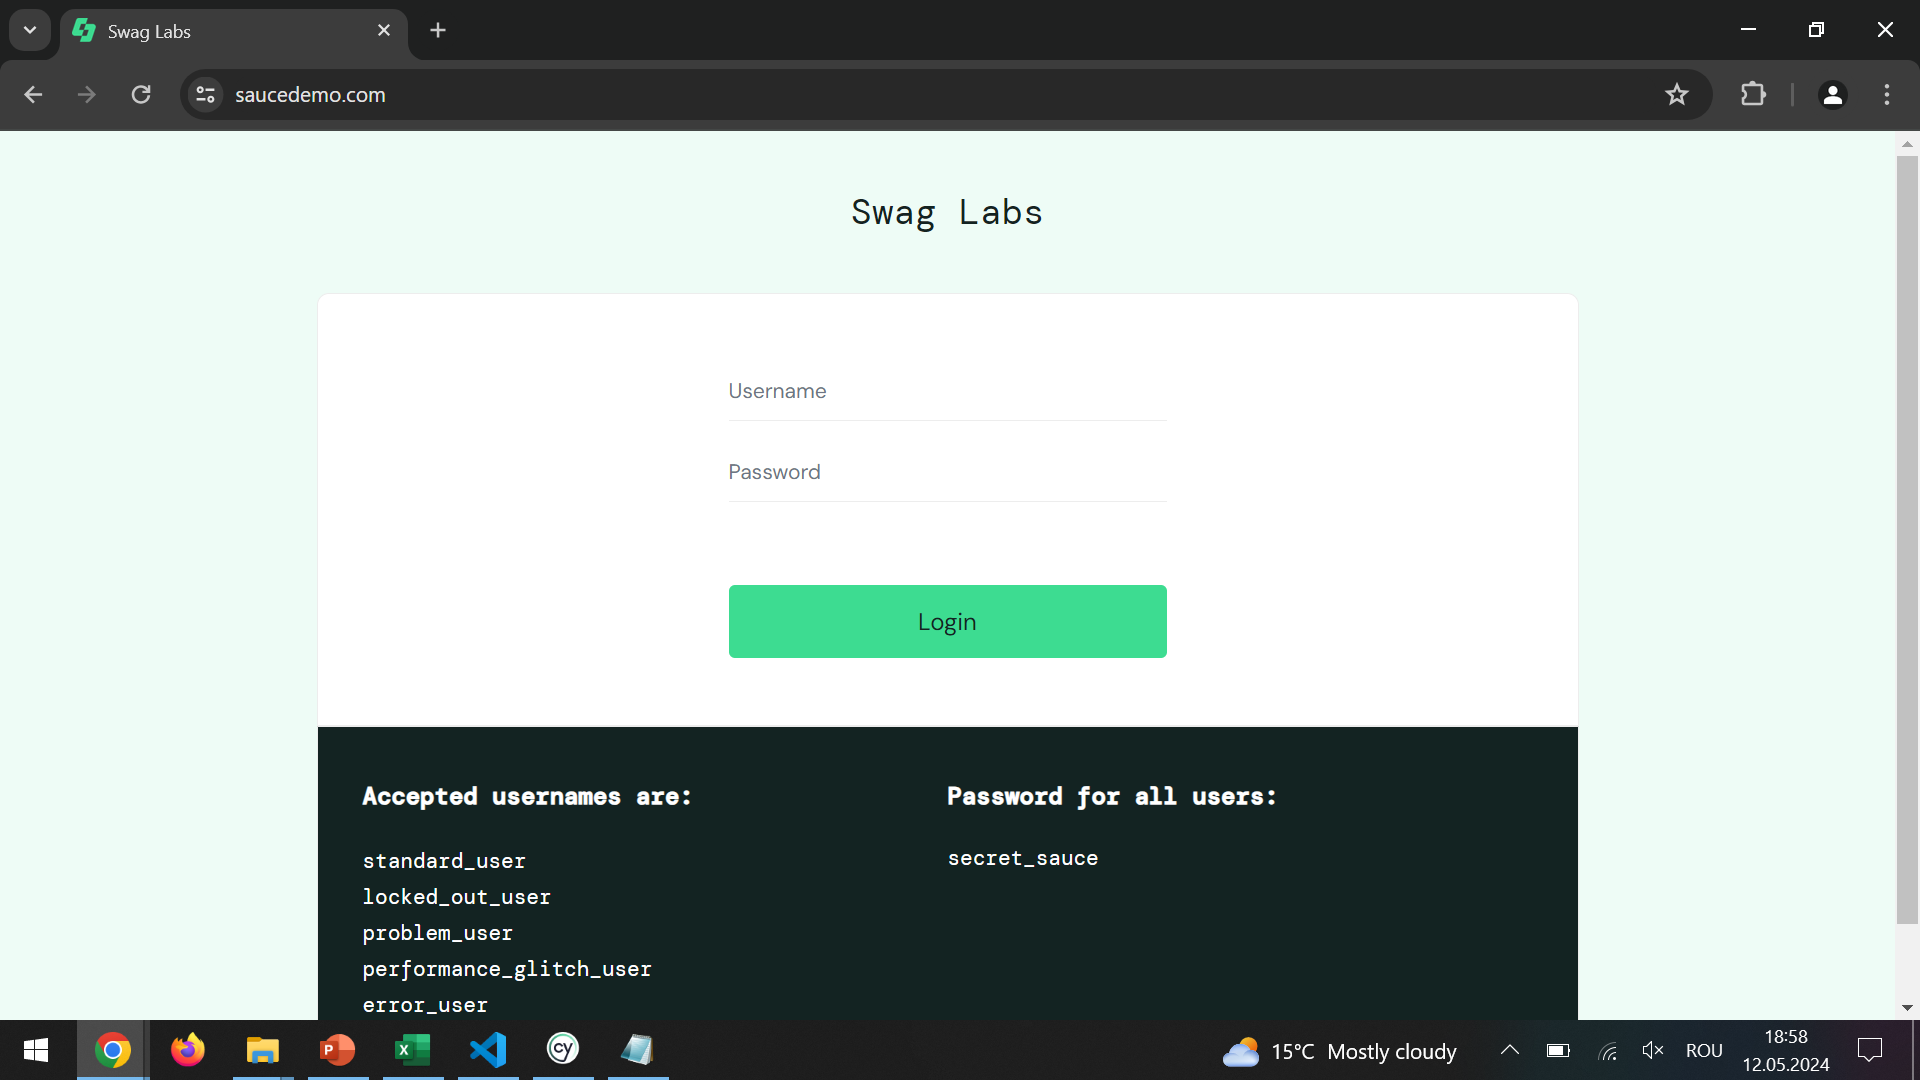 Swag Labs
saucedemo.com
Swag Labs
Username
Password
Login
Accepted usernames are:
standard_user
locked_out_user
problem_user
performance_glitch_user
error_user
Password for all users:
secret_sauce
P
X
cy
15°C Mostly cloudy
ROU
18:58
12.05.2024